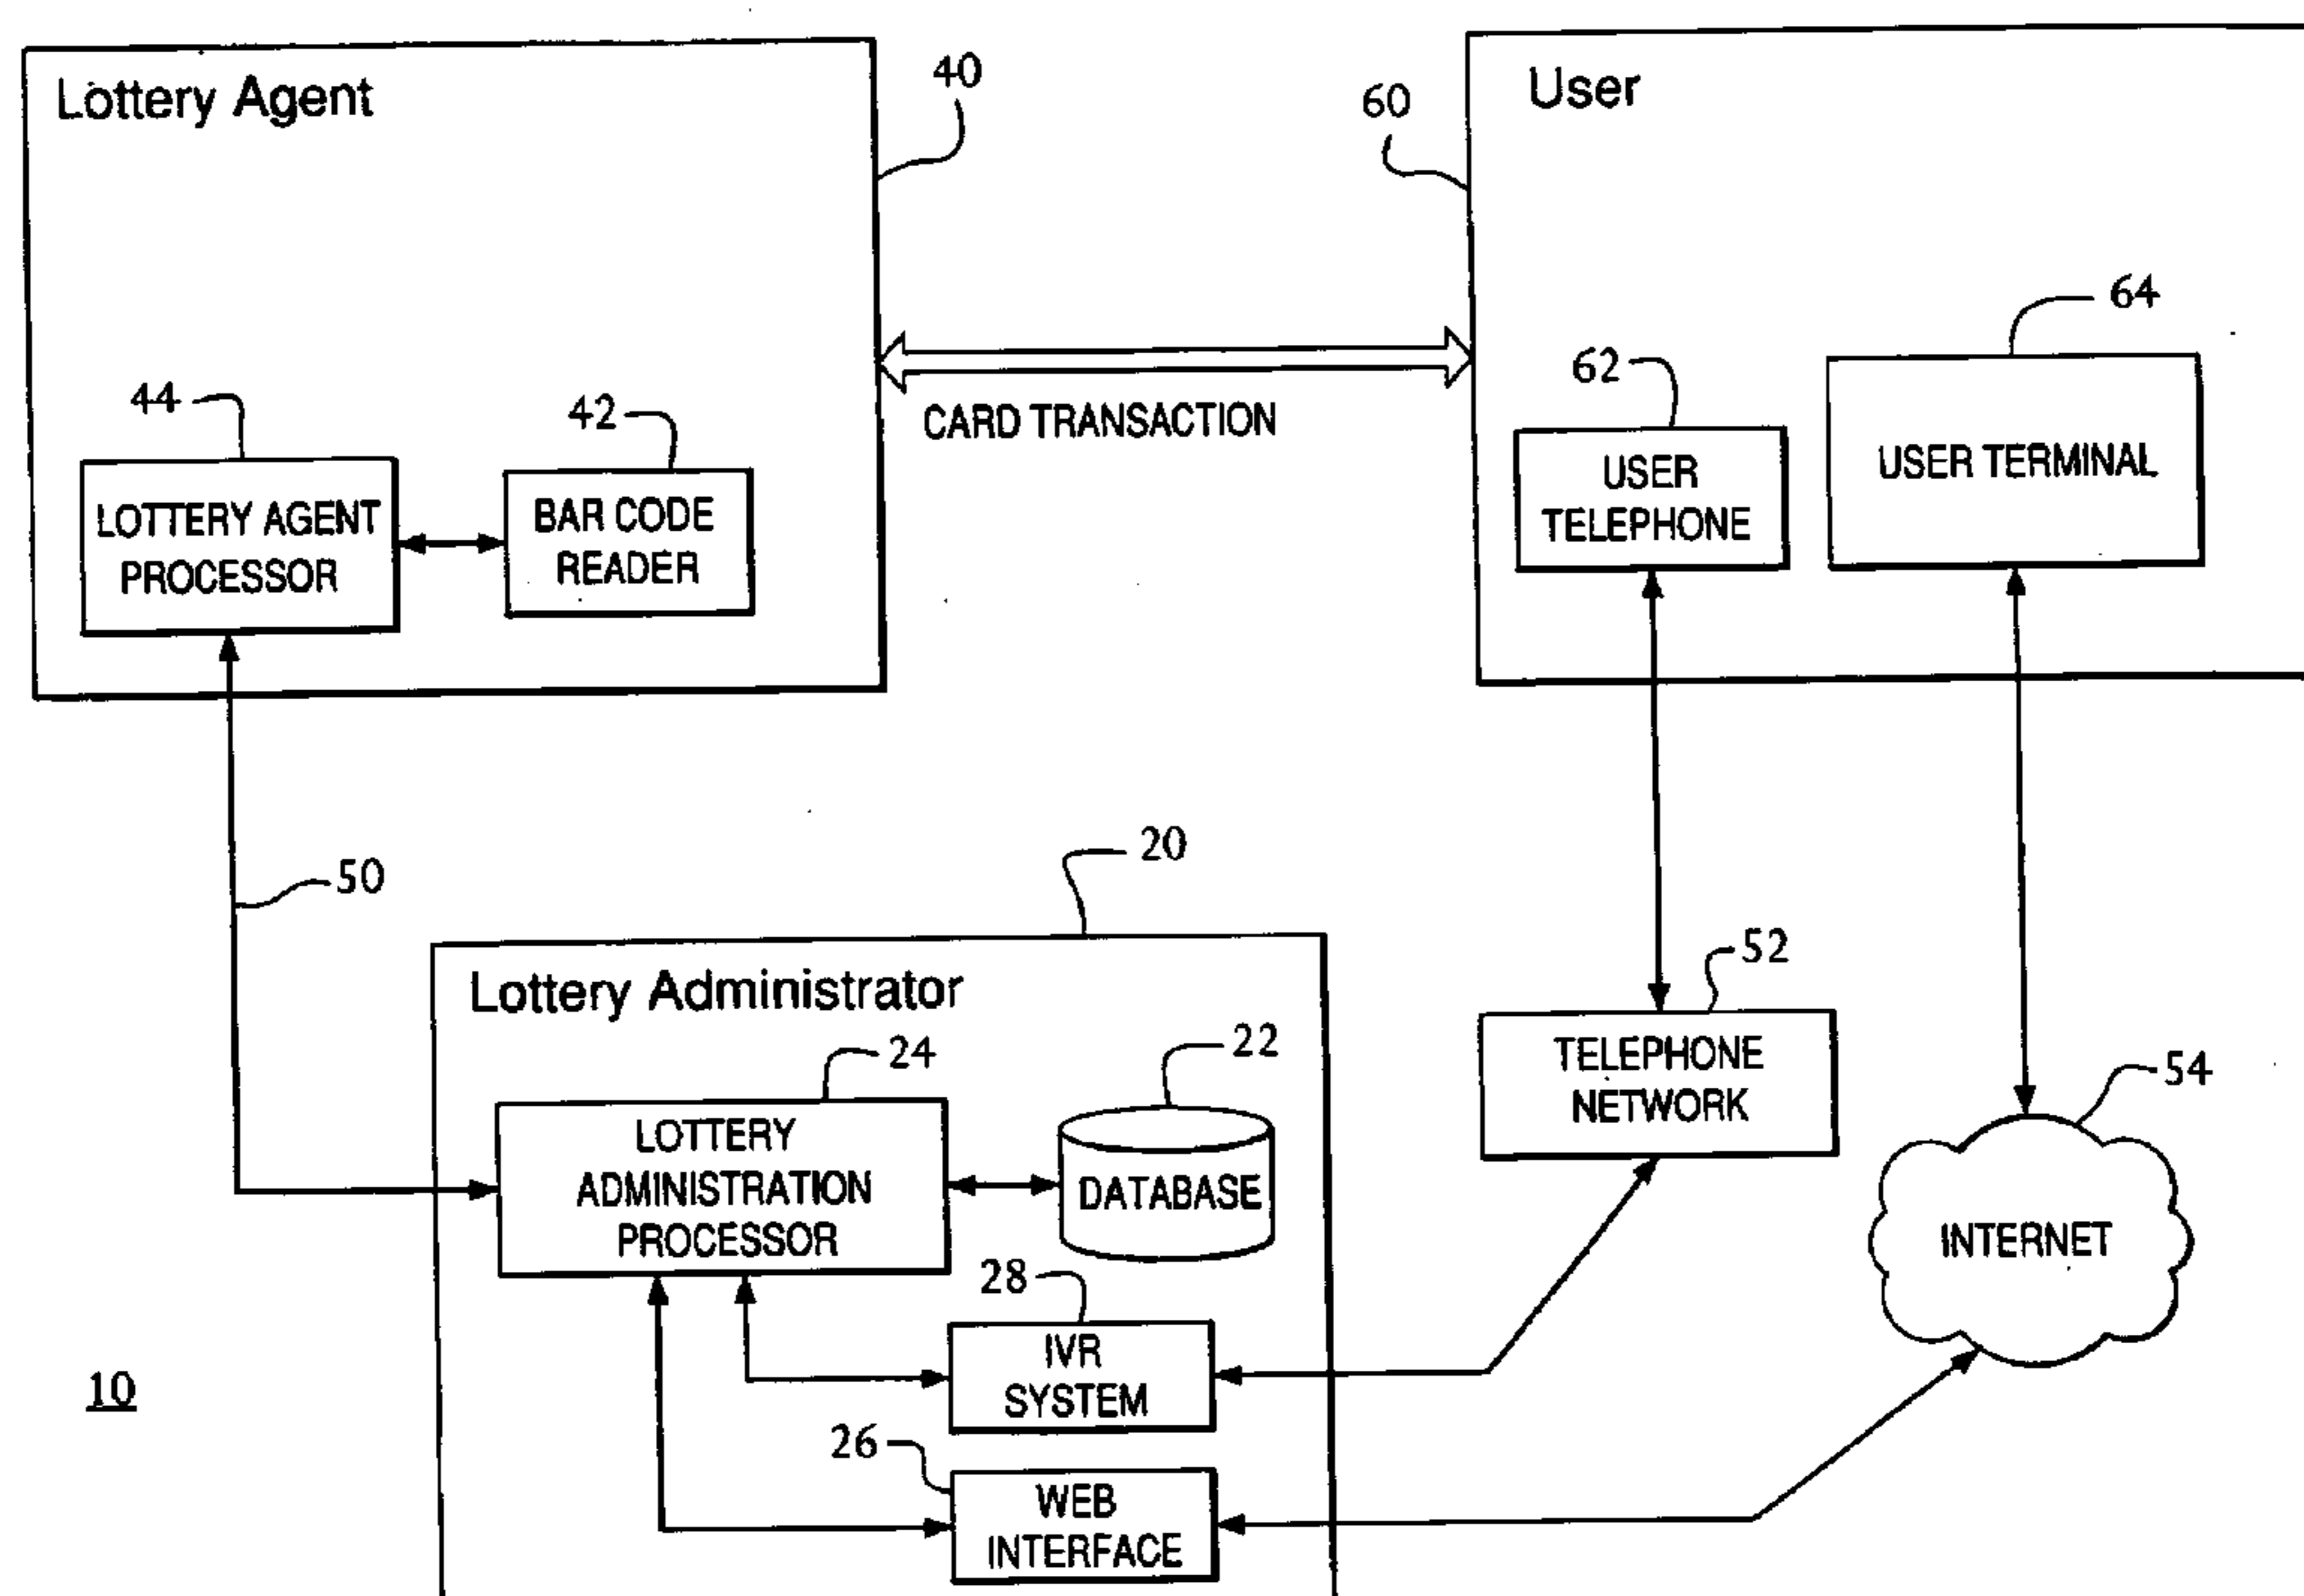 Lottery Agent
40
60
User
64
62
44
42
CARD TRANSACTION
USER
TELEPHONE
USER TERMINAL
LOTTERY AGENT
PROCESSOR
BAR CODE
READER
50
20
Lottery Administrator
52
24
22
TELEPHONE
NETWORK
54
LOTTERY
ADMINISTRATION
PROCESSOR
DATABASE
INTERNET
28
IVR
SYSTEM
10
26
WEB
INTERFACE